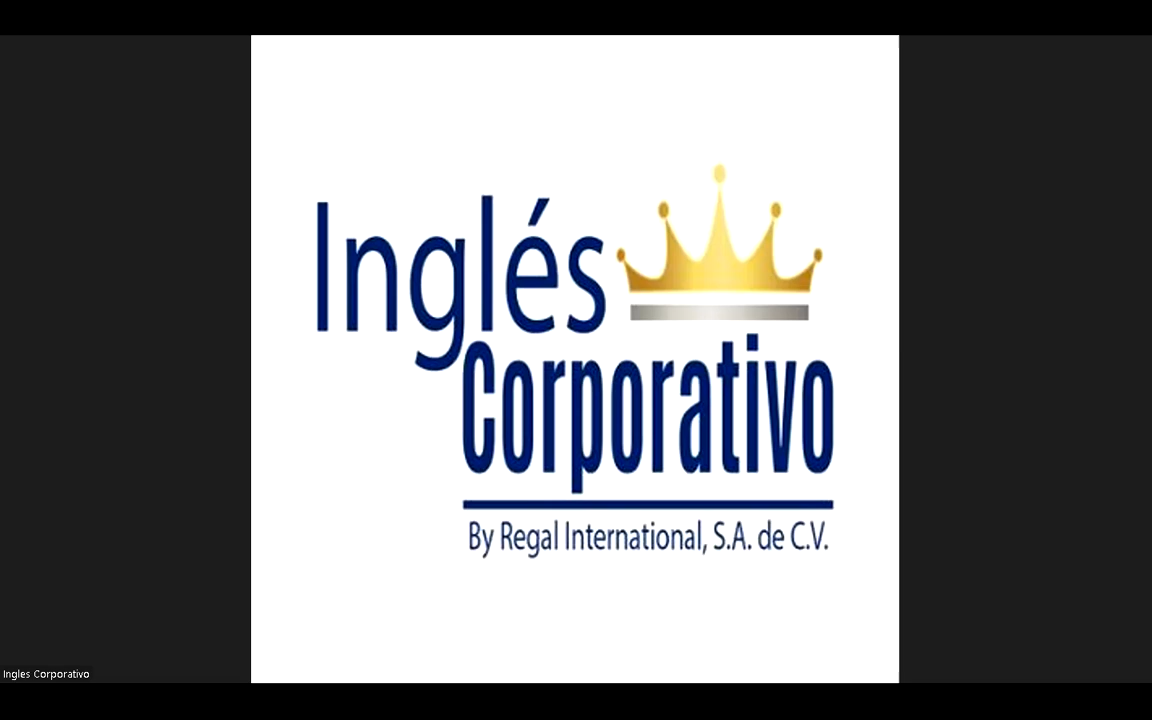 Inglés
Corporativo
By Regal International, S.A. de C.V.
Ingles Corporativo